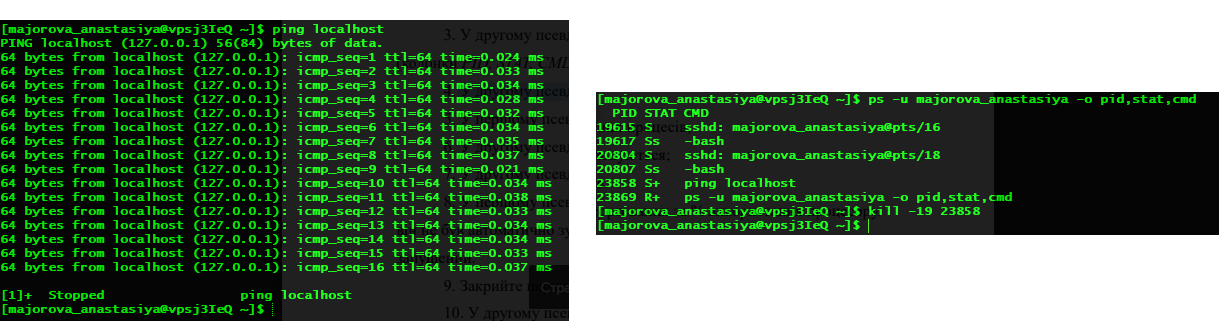 [majorova_anastasiya@vpsj3IeQ ~]$ ping localhost
PING localhost (127.0.0.1) 56(84) bytes of data.
64 bytes from localhost (127.0.0.1): icmp_seq=1 ttl=64 time=0.024 ms
64 bytes from localhost (127.0.0.1): icmp_seq=2 ttl=64 time=0.033 ms
64 bytes from localhost (127.0.0.1): icmp_seq=3 ttl=64 time=0.034 ms
64 bytes from localhost (127.0.0.1): icmp_seq=4 ttl=64 time=0.028 ms
64 bytes from localhost (127.0.0.1): icmp_seq=5 ttl=64 time=0.032 ms
64 bytes from localhost (127.0.0.1): icmp_seq=6 ttl=64 time=0.034 ms
64 bytes from localhost (127.0.0.1): icmp_seq=7 ttl=64 time=0.035 ms
64 bytes from localhost (127.0.0.1): icmp_seq=8 ttl=64 time=0.037 ms
64 bytes from localhost (127.0.0.1): icmp_seq=9 ttl=64 time=0.021 ms
64 bytes from localhost (127.0.0.1): icmp_seq=10 ttl=64 time=0.034 ms
64 bytes from localhost (127.0.0.1): icmp_seq=11 ttl=64 time=0.038 ms
64 bytes from localhost (127.0.0.1): icmp_seq=12 ttl=64 time=0.033 ms
64 bytes from localhost (127.0.0.1): icmp_seq=13 ttl=64 time=0.034 ms
64 bytes from localhost (127.0.0.1): icmp_seq=14 ttl=64 time=0.034 ms
64 bytes from localhost (127.0.0.1): icmp_seq=15 ttl=64 time=0.033 ms
64 bytes from localhost (127.0.0.1): icmp_seq=16 ttl=64 time=0.037 ms
[1]+  Stopped                 ping localhost
[majorova_anastasiya@vpsj3IeQ ~]$
3. У другому
9. Закрийте
10. У другому
[majorova_anastasiya@vpsj3IeQ ~]$ ps -u majorova_anastasiya -o pid,stat,cmd
  PID STAT CMD
19615 S    sshd: majorova_anastasiya@pts/16
19617 Ss   -bash
20804 S    sshd: majorova_anastasiya@pts/18
20807 Ss   -bash
23858 S+   ping localhost
23869 R+   ps -u majorova_anastasiya -o pid,stat,cmd
[majorova_anastasiya@vpsj3IeQ ~]$ kill -19 23858
[majorova_anastasiya@vpsj3IeQ ~]$